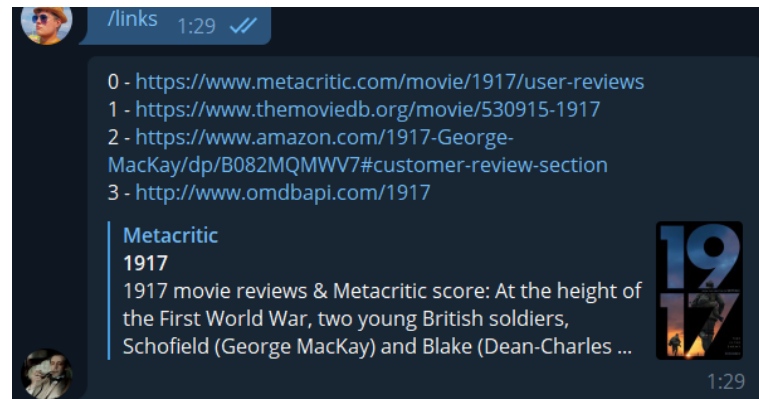 /links 1:29
0 - https://www.metacritic.com/movie/1917/user-reviews
1 - https://www.themoviedb.org/movie/530915-1917
2 - https://www.amazon.com/1917-George-
MacKay/dp/B082MQMWV7#customer-review-section
3 - http://www.omdbapi.com/1917
Metacritic
1917
1917 movie reviews & Metacritic score: At the height of
the First World War, two young British soldiers,
Schofield (George MacKay) and Blake (Dean-Charles ...
19
17
1:29